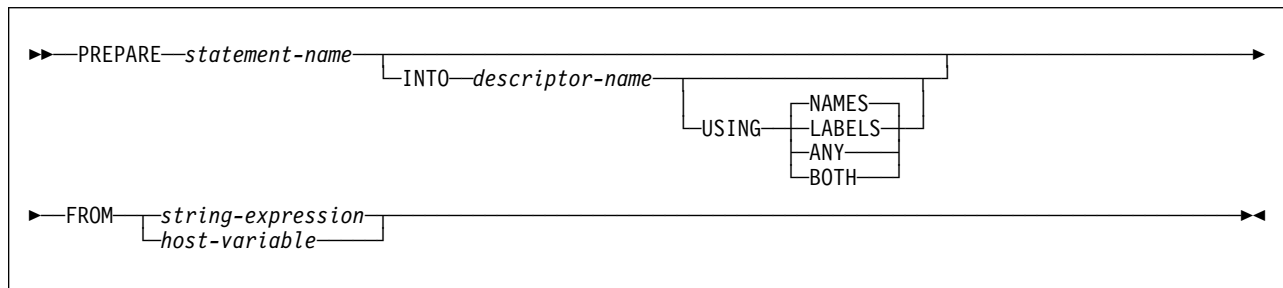 PREPARE statement-name
INTO descriptor-name
NAMES
USING LABELS
ANY
BOTH
FROM string-expression
host-variable